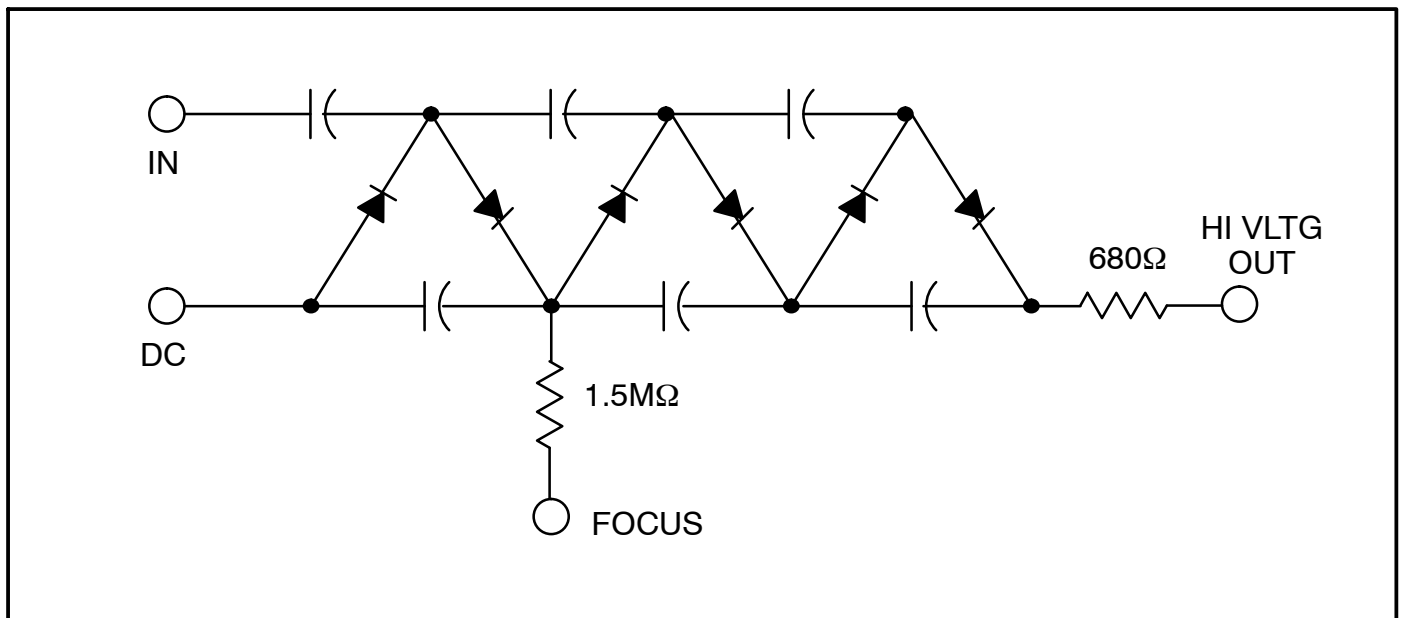 IN
HI VLTG
OUT
680Ω
DC
1.5MΩ
FOCUS